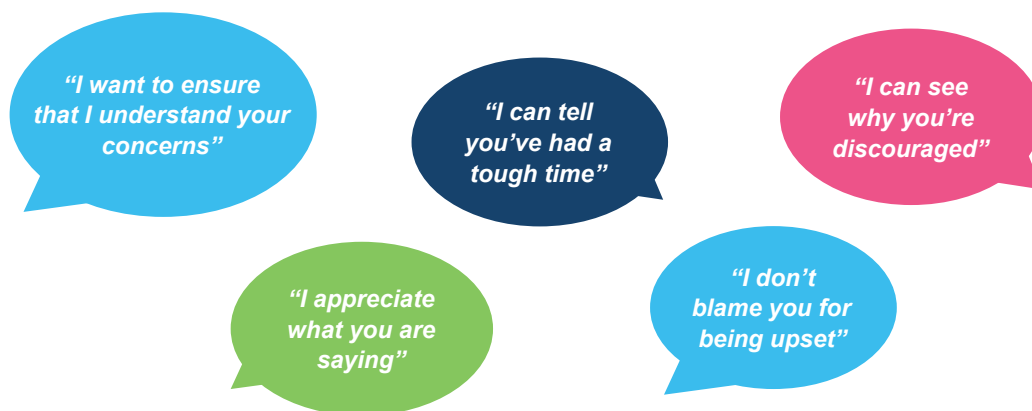 “I want to ensure
that I understand your
concerns”
“I can tell
you’ve had a
tough time”
“I can see
why you’re
discouraged”
“I appreciate
what you are
saying”
“I don’t
blame you for
being upset”